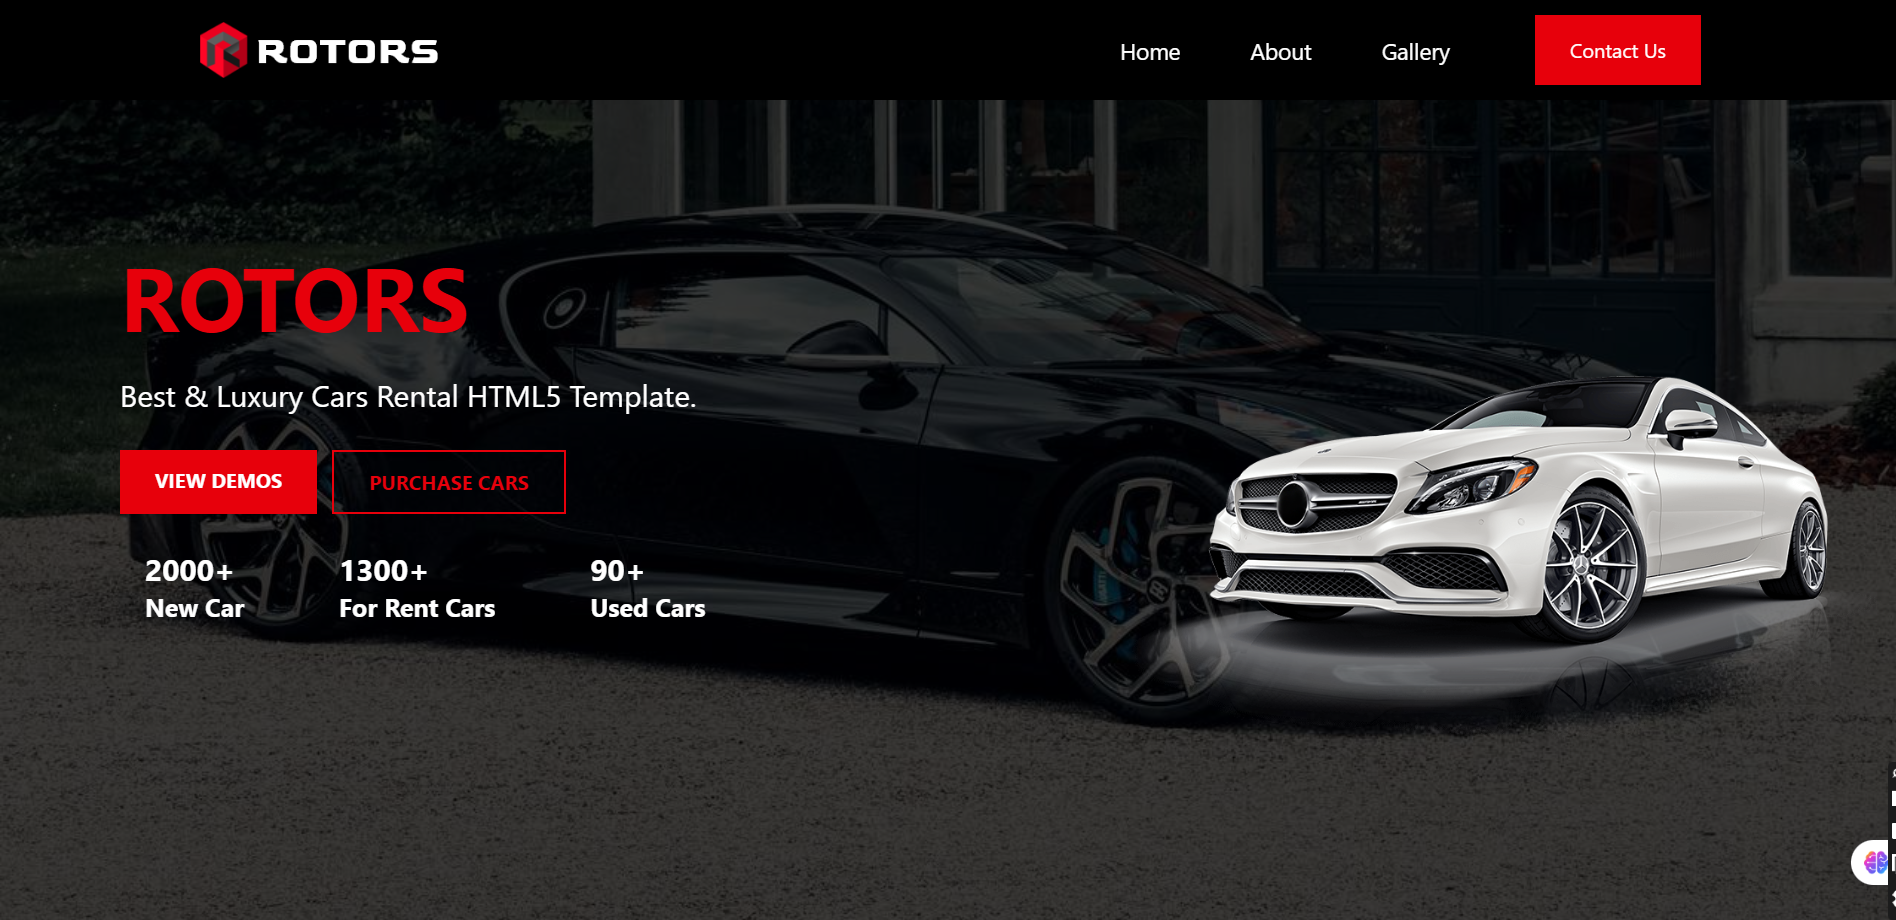 ROTORS
Home About Gallery Contact Us
ROTORS
Best & Luxury Cars Rental HTML5 Template.
VIEW DEMOS PURCHASE CARS
2000+ 1300+ 90+
New Car For Rent Cars Used Cars